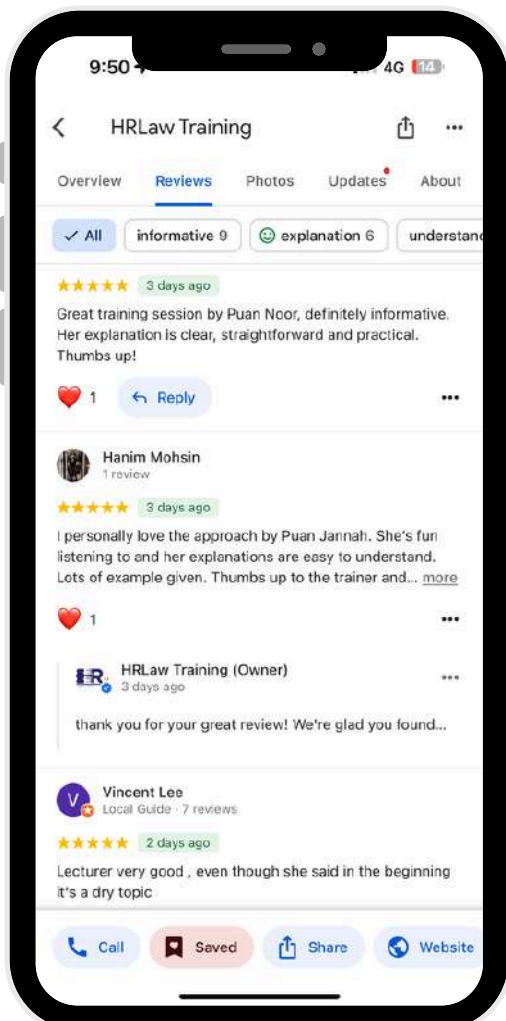 9:50
4G 14
HRLaw Training
Overview Reviews Photos Updates About
All informative 9 explanation 6 understand
3 days ago
Great training session by Puan Noor, definitely informative.
Her explanation is clear, straightforward and practical.
Thumbs up!
1 Reply
Hanim Mohsin
1 review
3 days ago
I personally love the approach by Puan Jannah. She's fun
listening to and her explanations are easy to understand.
Lots of example given. Thumbs up to the trainer and... more
1
HR
HRLaw Training (Owner)
3 days ago
thank you for your great review! We're glad you found...
V
Vincent Lee
Local Guide · 7 reviews
2 days ago
Lecturer very good , even though she said in the beginning
it's a dry topic
Call Saved Share Website